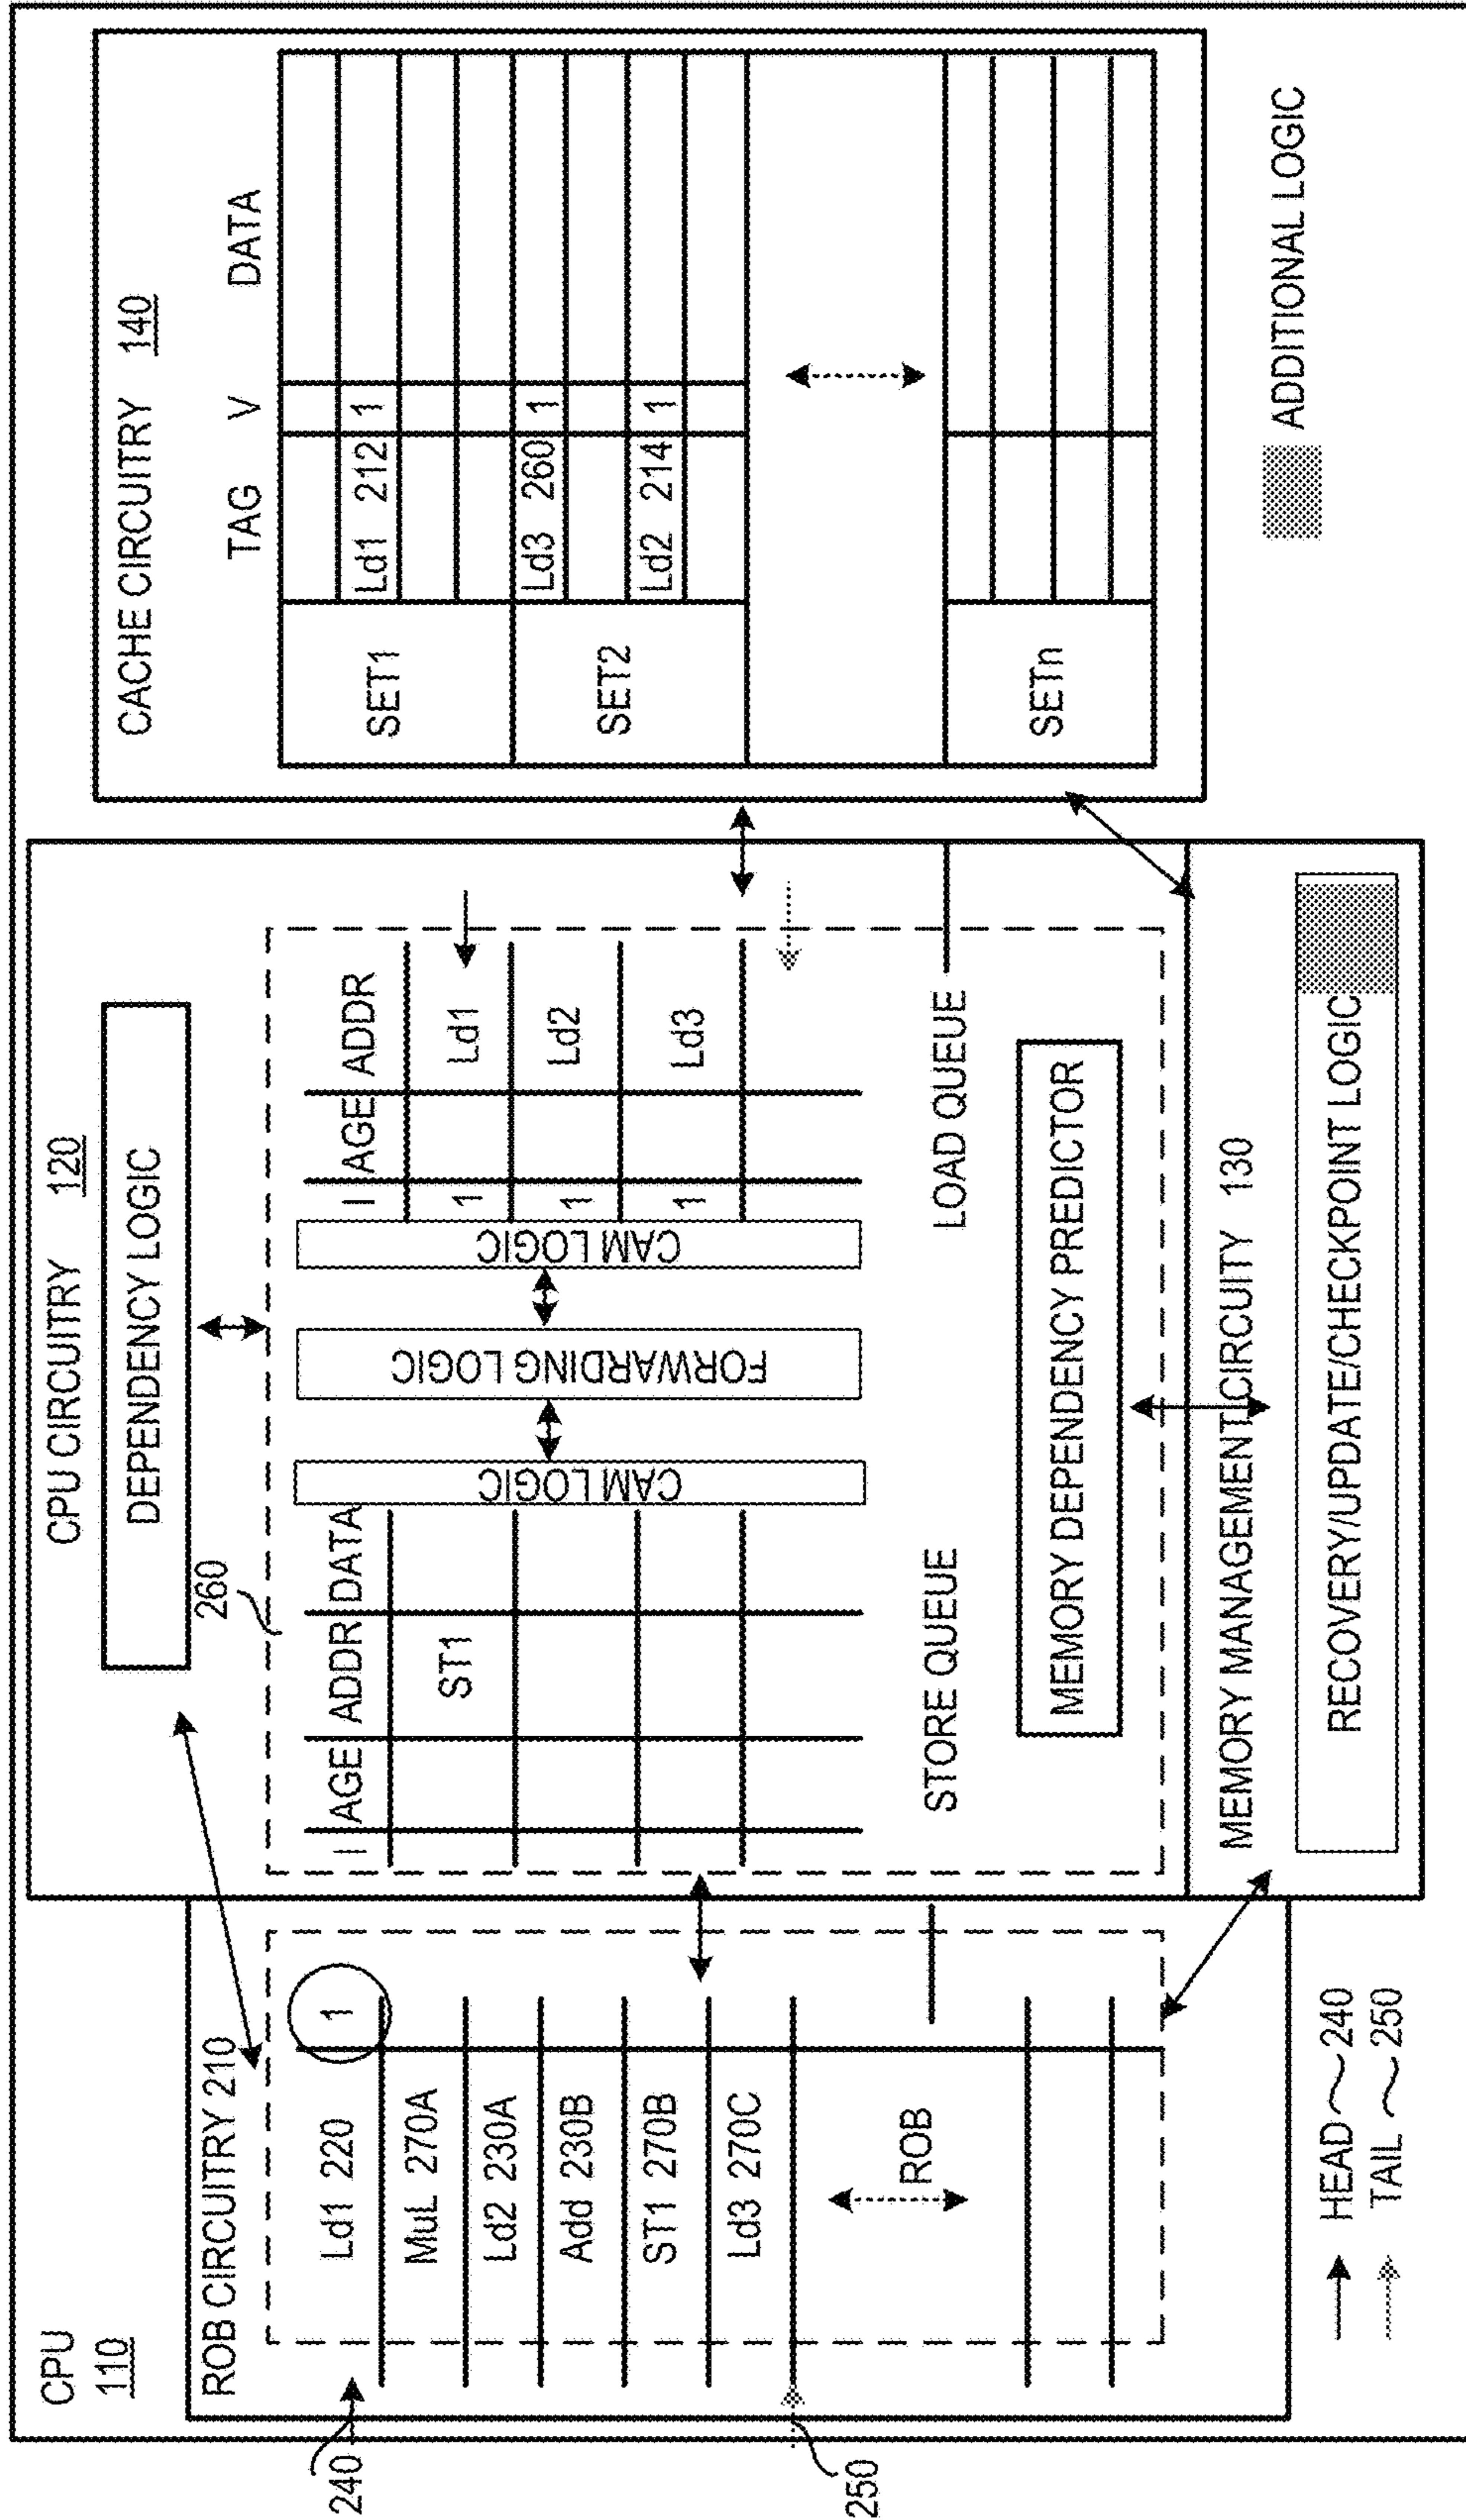 CPU
110
ROB CIRCUITRY 210
240
Ld1 220 1
MuL 270A
Ld2 230A
Add 230B
ST1 270B
Ld3 270C
250
ROB
HEAD 240
TAIL 250
CPU CIRCUITRY 120
DEPENDENCY LOGIC
260
I AGE ADDR DATA
ST1
STORE QUEUE
CAM LOGIC
FORWARDING LOGIC
CAM LOGIC
I AGE ADDR
1 Ld1
1 Ld2
1 Ld3
LOAD QUEUE
MEMORY DEPENDENCY PREDICTOR
MEMORY MANAGEMENT CIRCUITY 130
RECOVERY/UPDATE/CHECKPOINT LOGIC
CACHE CIRCUITRY 140
TAG V DATA
SET1
Ld1 212 1
SET2
Ld3 260 1
Ld2 214 1
SETn
ADDITIONAL LOGIC